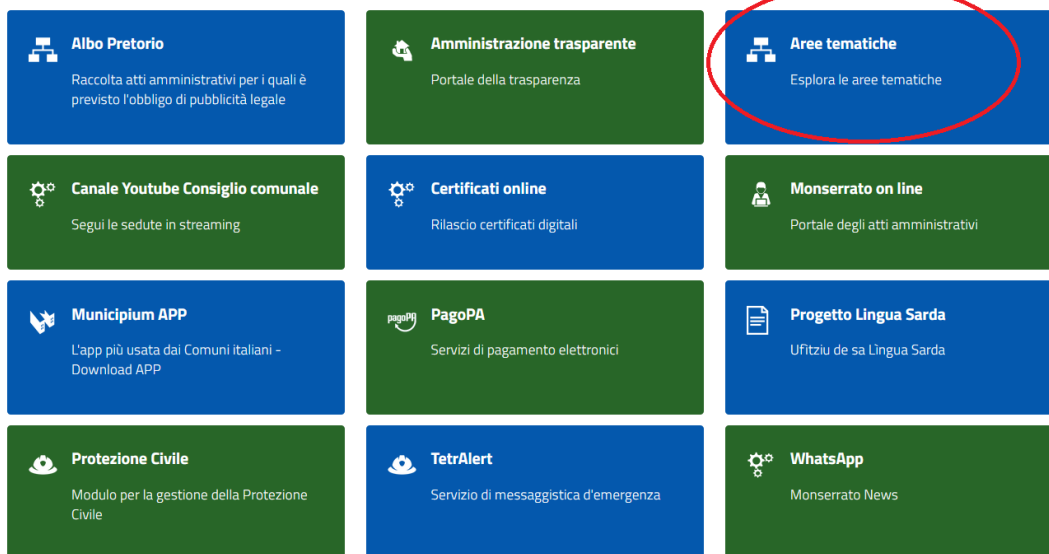 Albo Pretorio
Raccolta atti amministrativi per i quali è
previsto l'obbligo di pubblicità legale
Amministrazione trasparente
Portale della trasparenza
Aree tematiche
Esplora le aree tematiche
Canale Youtube Consiglio comunale
Segui le sedute in streaming
Certificati online
Rilascio certificati digitali
Monserrato on line
Portale degli atti amministrativi
Municipium APP
L'app più usata dai Comuni italiani -
Download APP
pagoPA
PagoPA
Servizi di pagamento elettronici
Progetto Lingua Sarda
Ufìtziu de sa Lìngua Sarda
Protezione Civile
Modulo per la gestione della Protezione
Civile
TetrAlert
Servizio di messaggistica d'emergenza
WhatsApp
Monserrato News